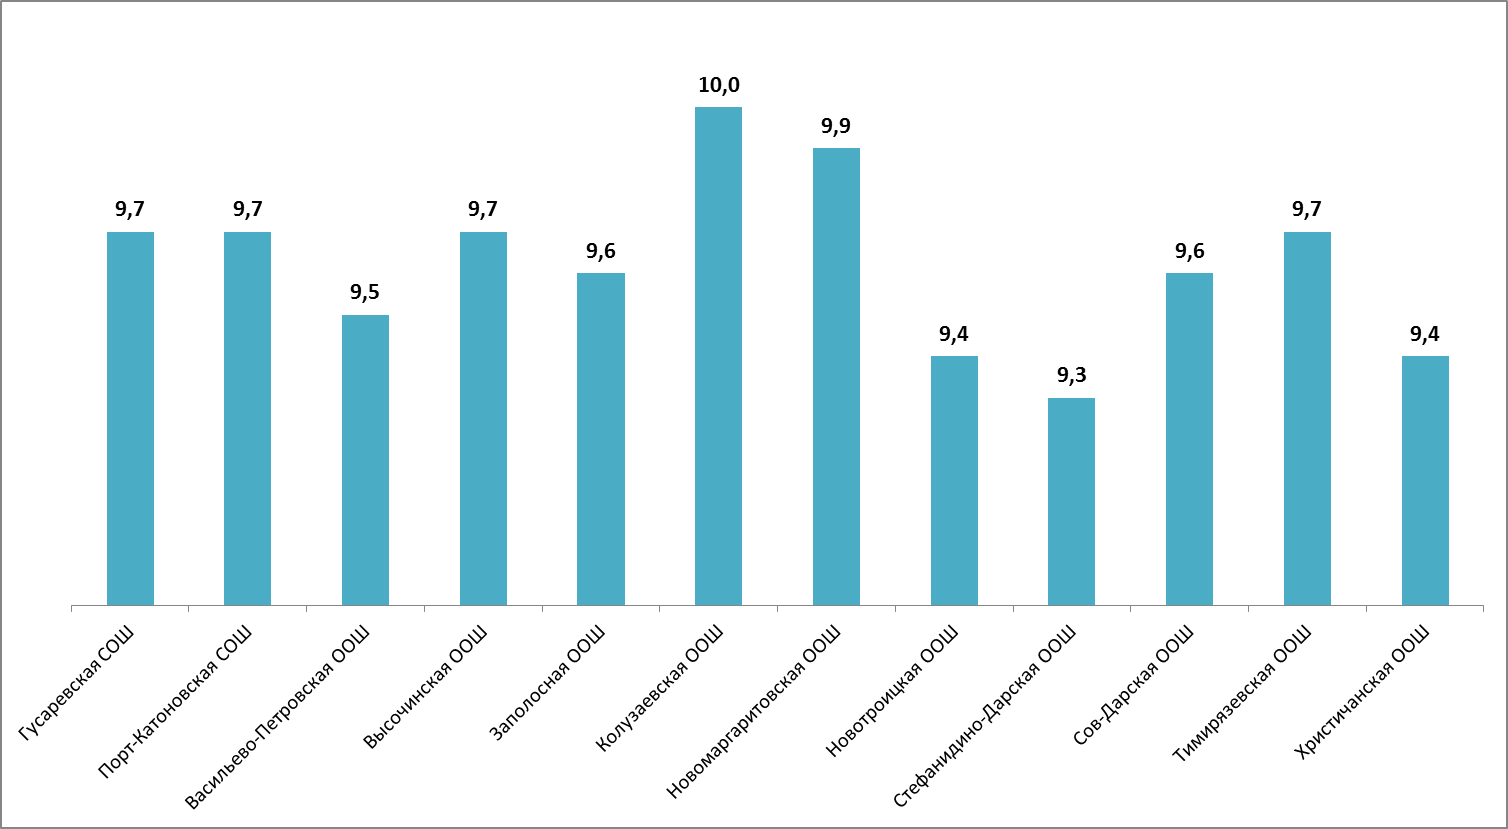 10,0
9,9
9,7
9,7
9,7
9,7
9,6
9,6
9,5
9,4
9,4
9,3
Гусаревская СОШ
Порт-Катоновская СОШ
Васильево-Петровская ООШ
Высочинская ООШ
Заполосная ООШ
Колузаевская ООШ
Новомаргаритовская ООШ
Новотроицкая ООШ
Стефанидино-Дарская ООШ
Сов-Дарская ООШ
Тимирязевская ООШ
Христичанская ООШ